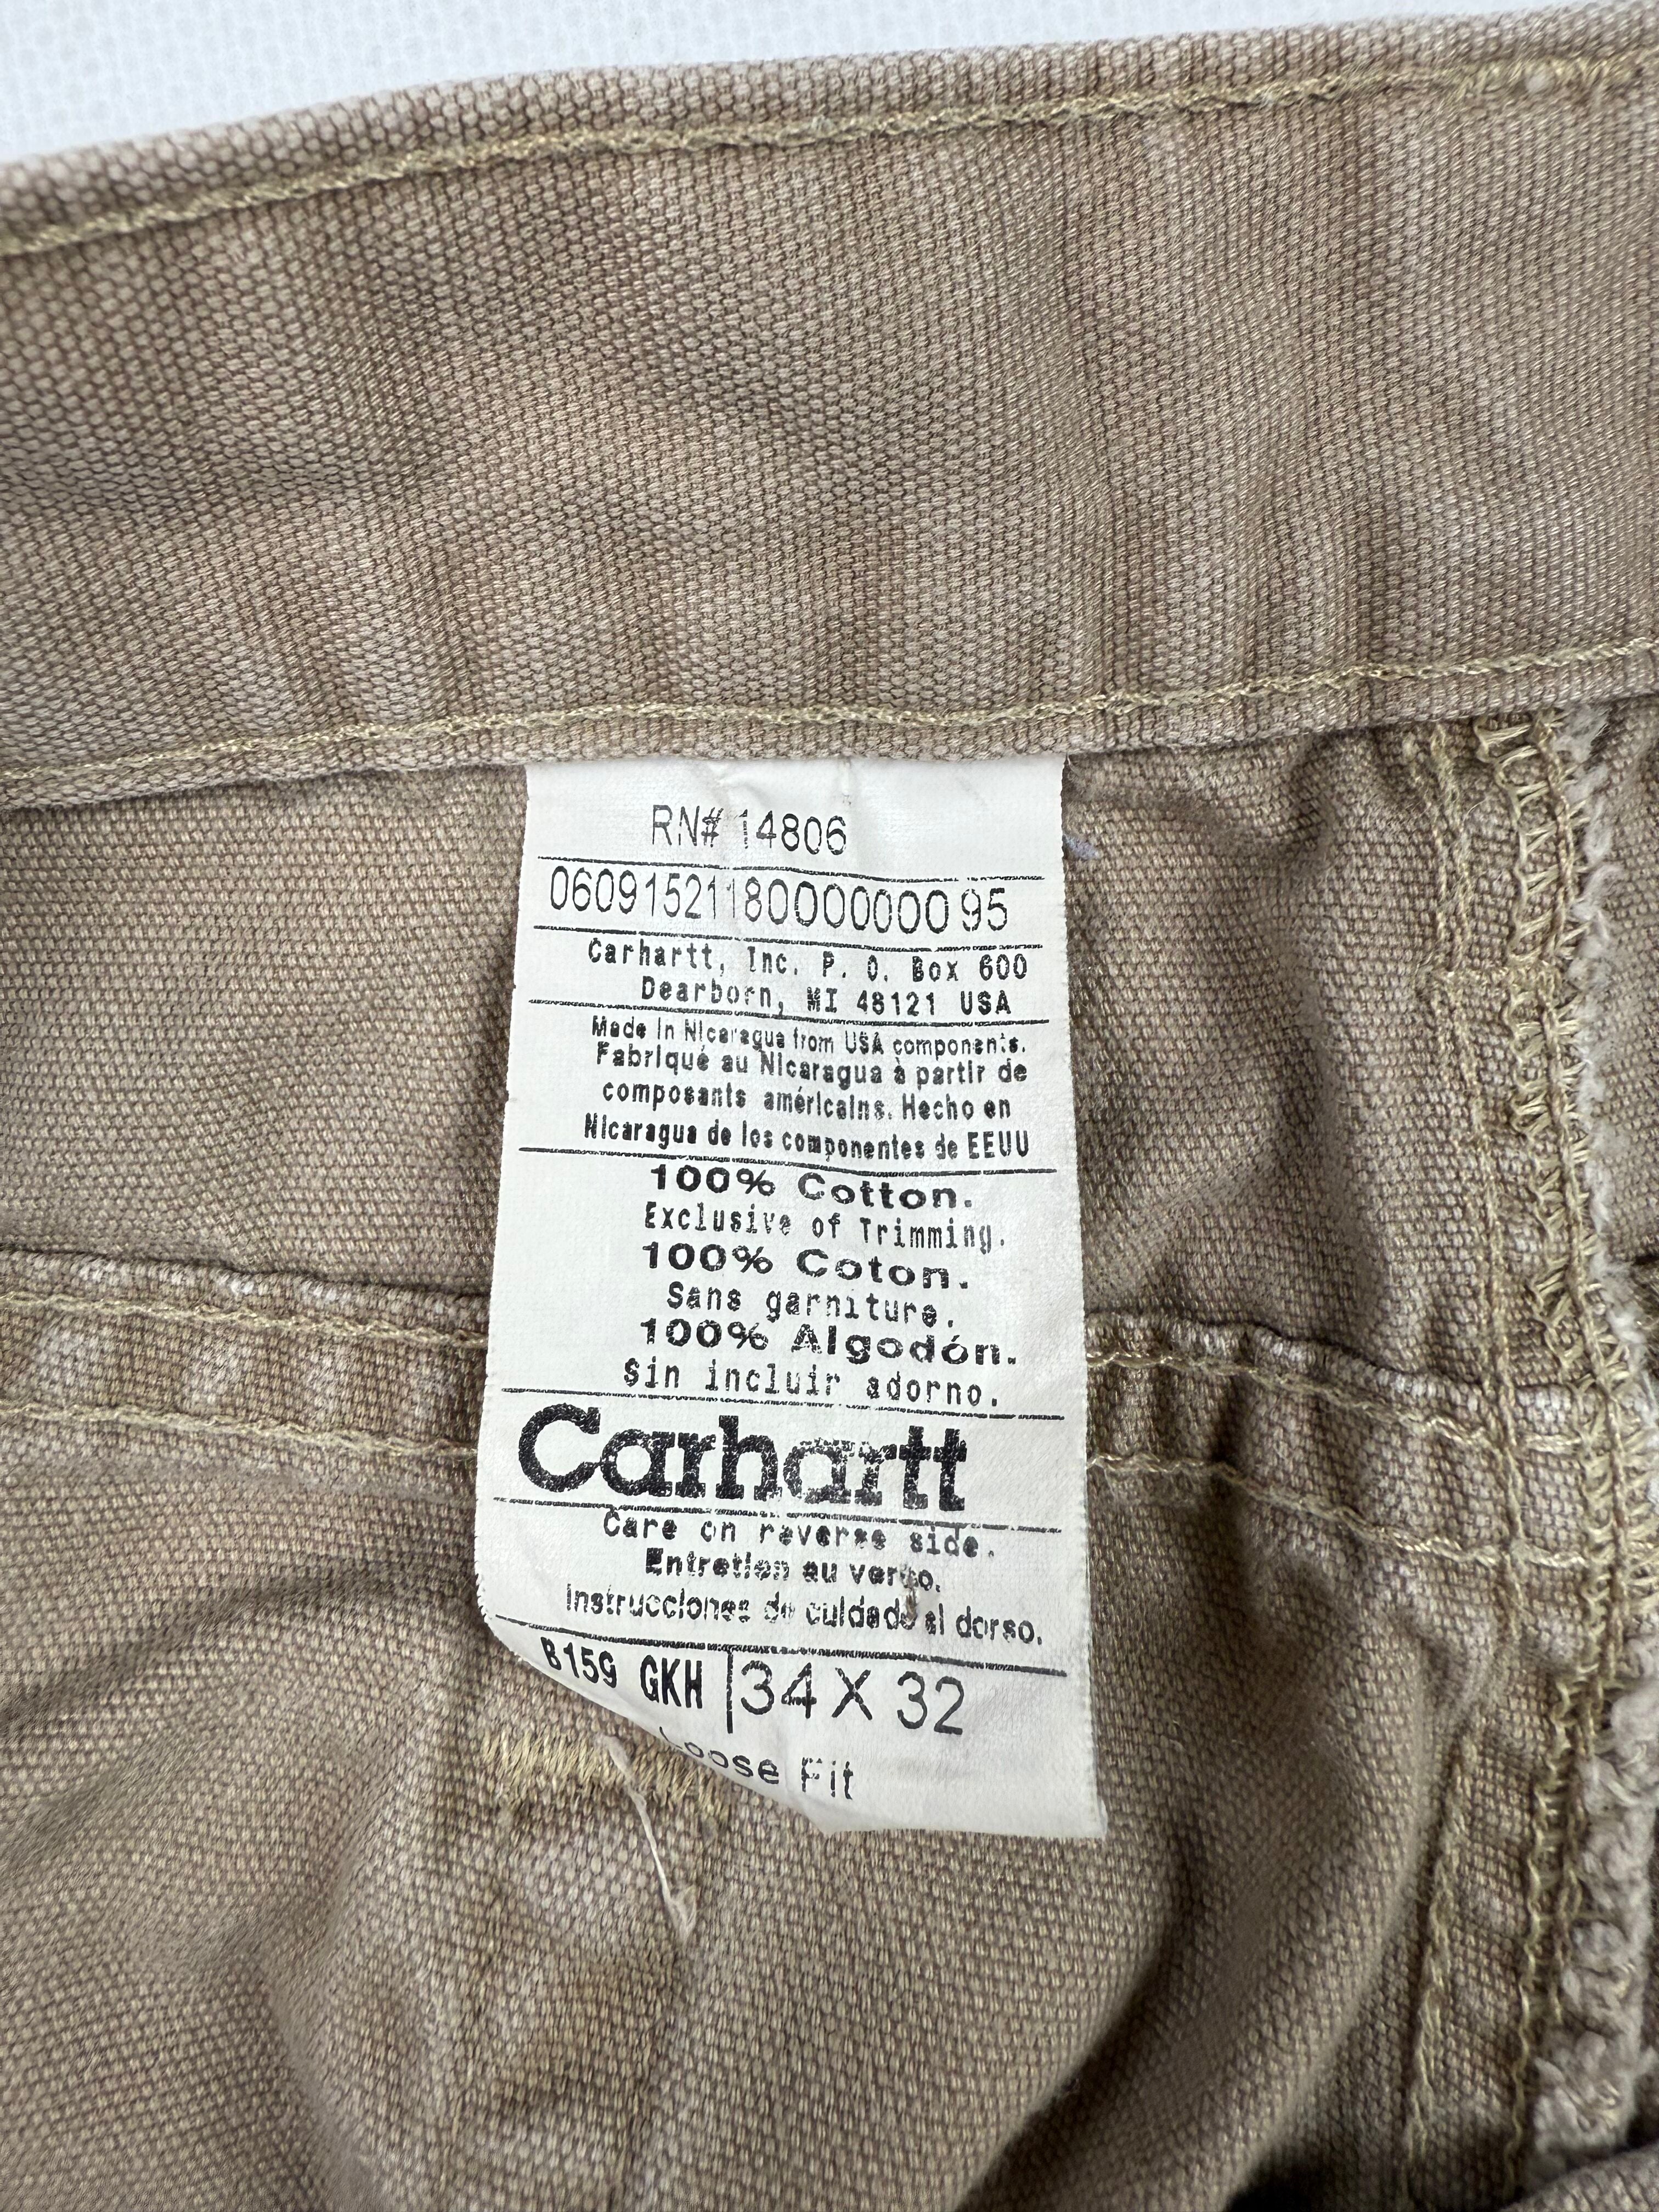 RN# 14806
06091521180000000095
Carhartt, Inc. P. O. Box 600
Dearborn, MI 48121 USA
Made in Nicaragua from USA components.
Fabriqué au Nicaragua à partir de
composants américains. Hecho en
Nicaragua de los componentes de EEUU
100% Cotton.
Exclusive of Trimming.
100% Coton.
Sans garniture.
100% Algodón.
Sin incluir adorno.
Carhartt
Care on reverse side.
Entretien au verso.
Instrucciones de cuidado al dorso.
B159 GKH 34 X 32
Loose Fit